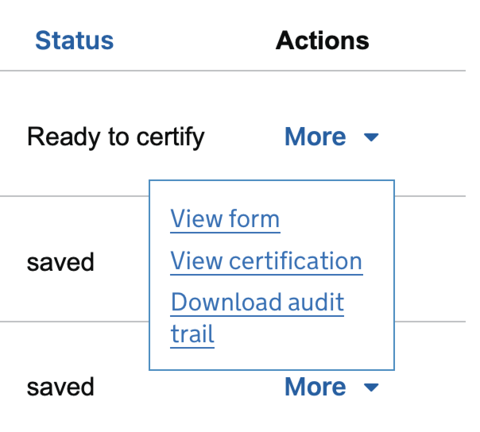 Status Actions
Ready to certify More
View form
saved View certification
Download audit
trail
saved More